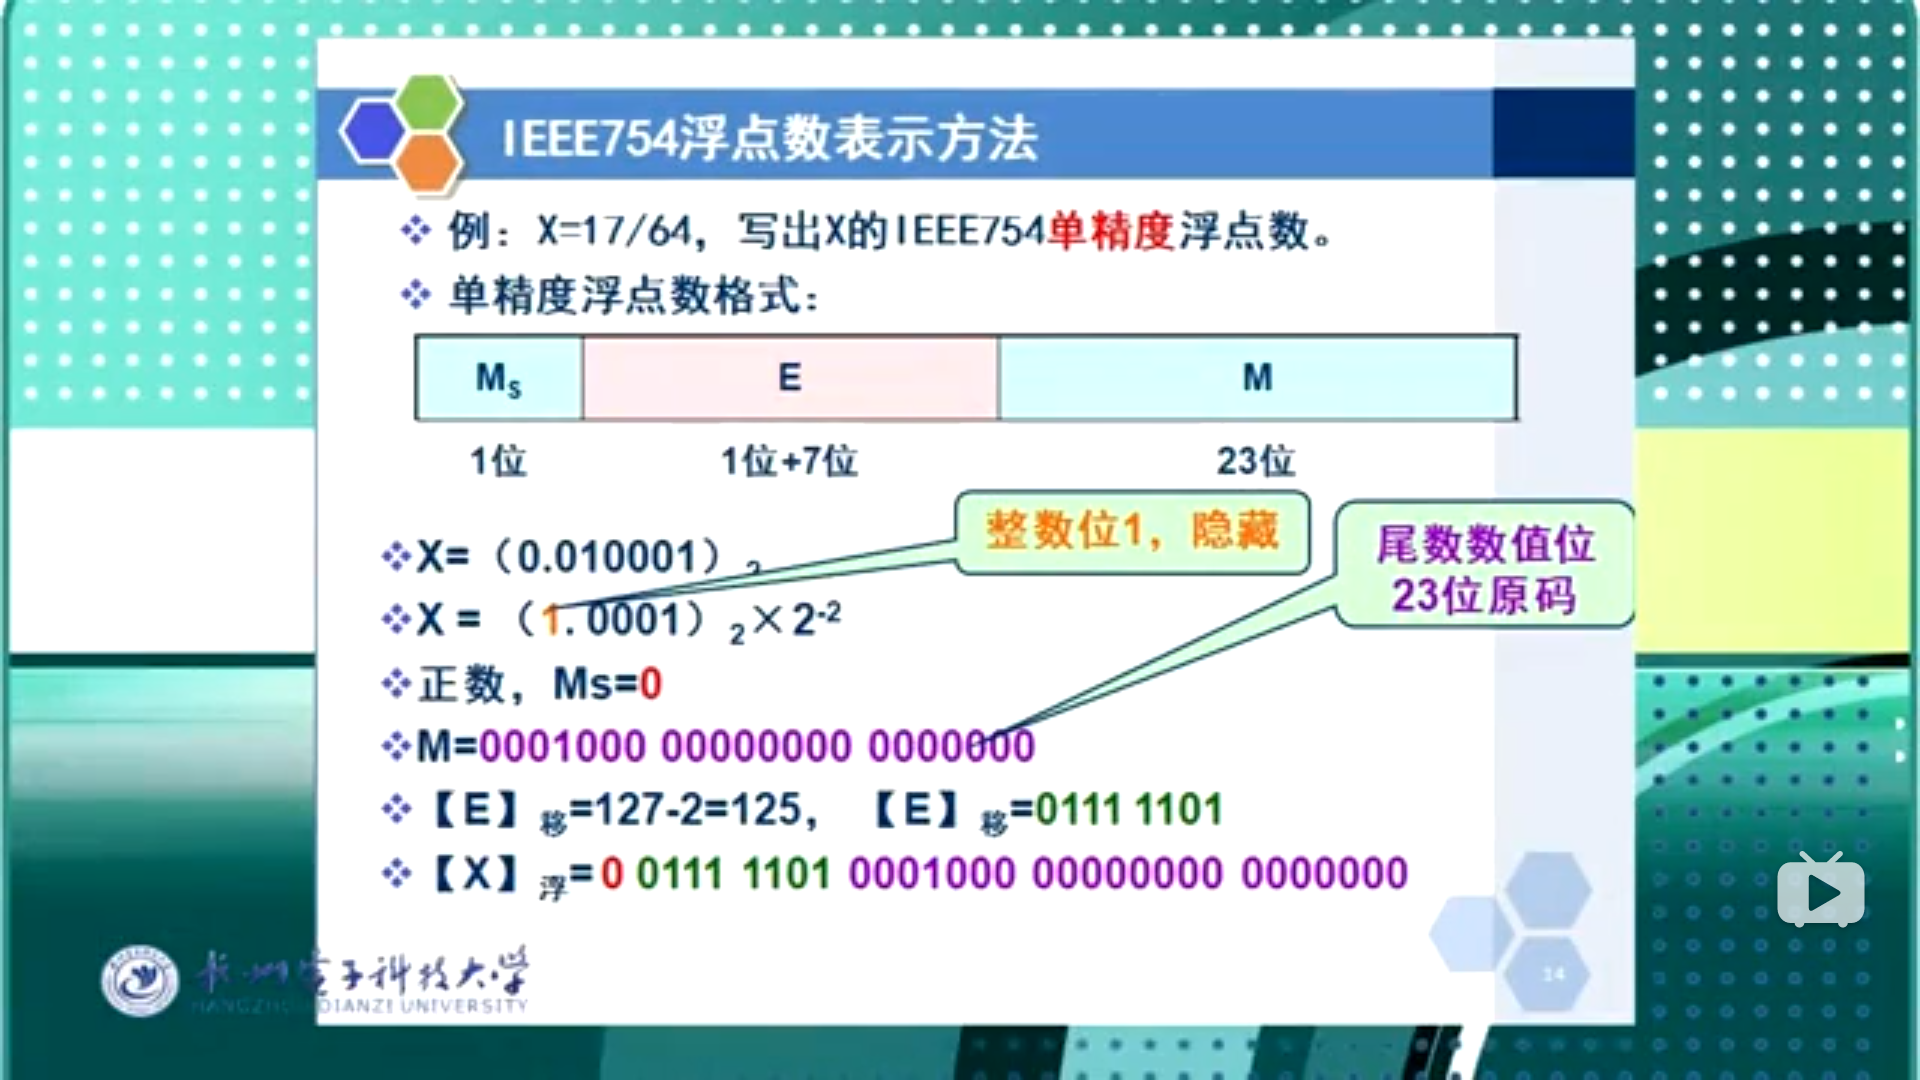 IEEE754浮点数表示方法
例：X=17/64，写出X的IEEE754单精度浮点数。
单精度浮点数格式：
Ms E M
1位 1位+7位 23位
整数位1，隐藏
尾数数值位
23位原码
X=（0.010001）2
X =（1.0001）2×2-2
正数，Ms=0
M=0001000 00000000 0000000
【E】移=127-2=125，【E】移=0111 1101
【X】浮=0 0111 1101 0001000 00000000 0000000
14
杭州电子科技大学
HANGZHOU DIANZI UNIVERSITY